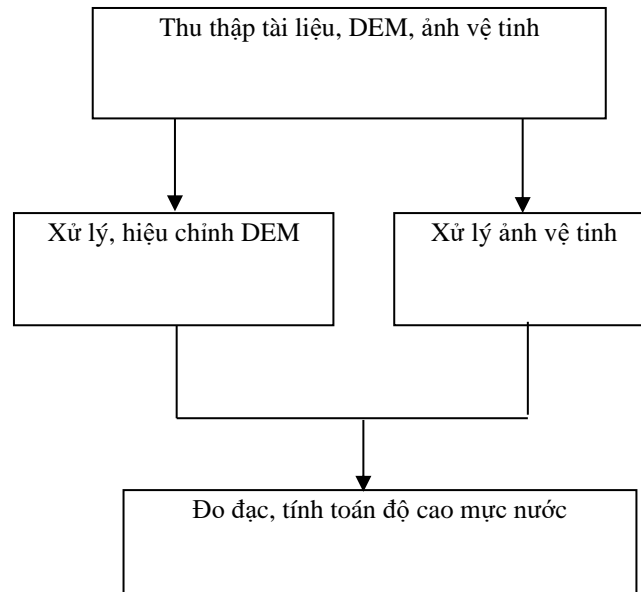 Thu thập tài liệu, DEM, ảnh vệ tinh
Xử lý, hiệu chỉnh DEM
Xử lý ảnh vệ tinh
Đo đạc, tính toán độ cao mực nước